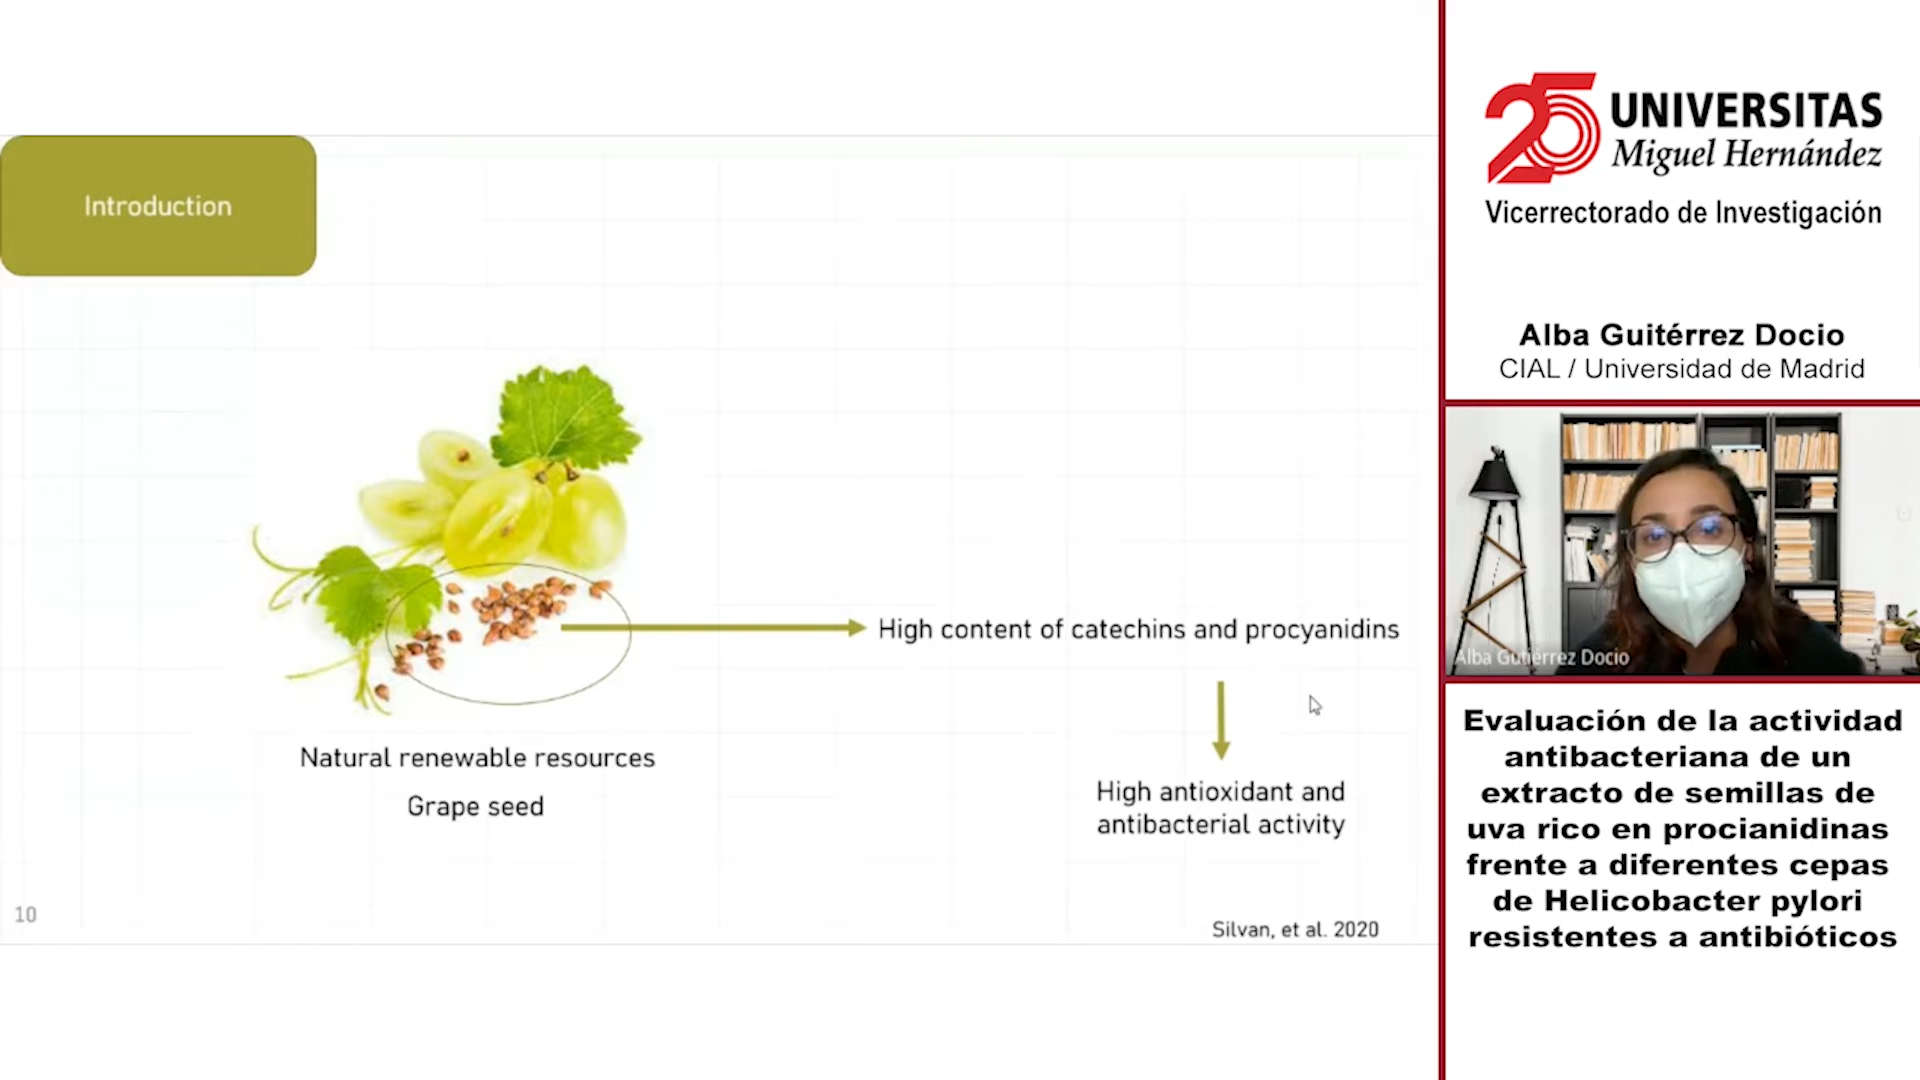 Introduction
High content of catechins and procyanidins
Natural renewable resources
Grape seed
High antioxidant and
antibacterial activity
10
Silvan, et al. 2020
25 UNIVERSITAS
Miguel Hernández
Vicerrectorado de Investigación
Alba Guitérrez Docio
CIAL / Universidad de Madrid
Alba Gutiérrez Docio
Evaluación de la actividad
antibacteriana de un
extracto de semillas de
uva rico en procianidinas
frente a diferentes cepas
de Helicobacter pylori
resistentes a antibióticos